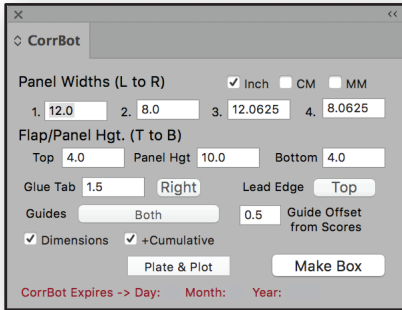 CorrBot
Panel Widths (L to R) Inch CM MM
1. 12.0 2. 8.0 3. 12.0625 4. 8.0625
Flap/Panel Hgt. (T to B)
Top 4.0 Panel Hgt 10.0 Bottom 4.0
Glue Tab 1.5 Right Lead Edge Top
Guides Both 0.5 Guide Offset
from Scores
Dimensions +Cumulative
Plate & Plot Make Box
CorrBot Expires -> Day: Month: Year: